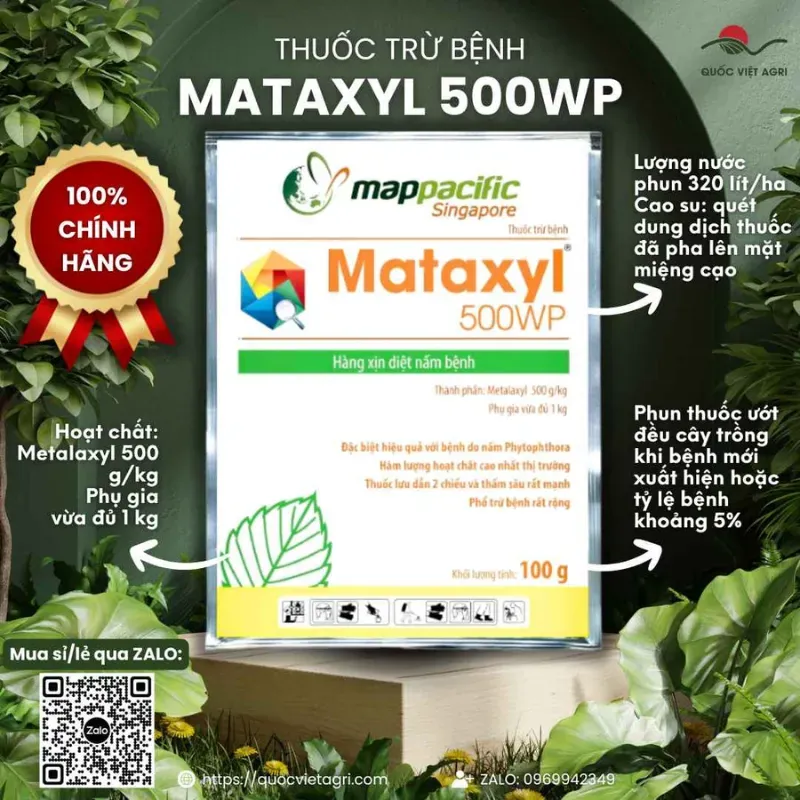 THUỐC TRỪ BỆNH
MATAXYL 500WP
QUỐC VIỆT AGRI
100%
CHÍNH
HÃNG
mappacific
Singapore
Thuốc trừ bệnh
Mataxyl®
500WP
Hàng xịn diệt nấm bệnh
Thành phần: Metalaxyl 500 g/kg
Phụ gia vừa đủ 1 kg
Đặc biệt hiệu quả với bệnh do nấm Phytophthora
Hàm lượng hoạt chất cao nhất thị trường
Thuốc lưu dẫn 2 chiều và thấm sâu rất mạnh
Phổ trừ bệnh rất rộng
Khối lượng tịnh: 100 g
Lượng nước
phun 320 lít/ha
Cao su: quét
dung dịch thuốc
đã pha lên mặt
miệng cạo
Hoạt chất:
Metalaxyl 500
g/kg
Phụ gia
vừa đủ 1 kg
Phun thuốc ướt
đều cây trồng
khi bệnh mới
xuất hiện hoặc
tỷ lệ bệnh
khoảng 5%
Mua sỉ/lẻ qua ZALO:
Zalo
https://quocvietagri.com
ZALO: 0969942349